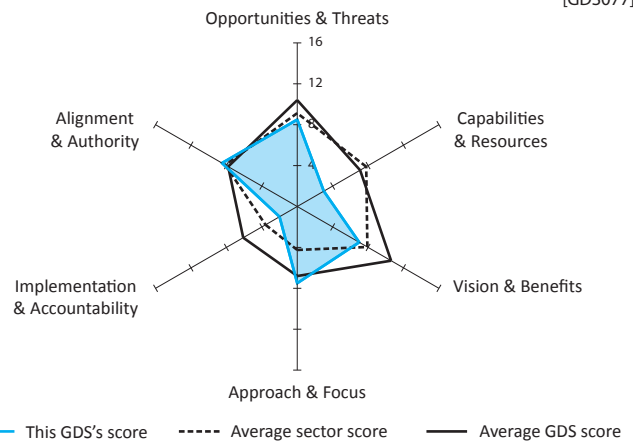 [GDS077]
Opportunities & Threats
16
12
8
4
Alignment
& Authority
Capabilities
& Resources
Implementation
& Accountability
Vision & Benefits
Approach & Focus
This GDS's score
Average sector score
Average GDS score